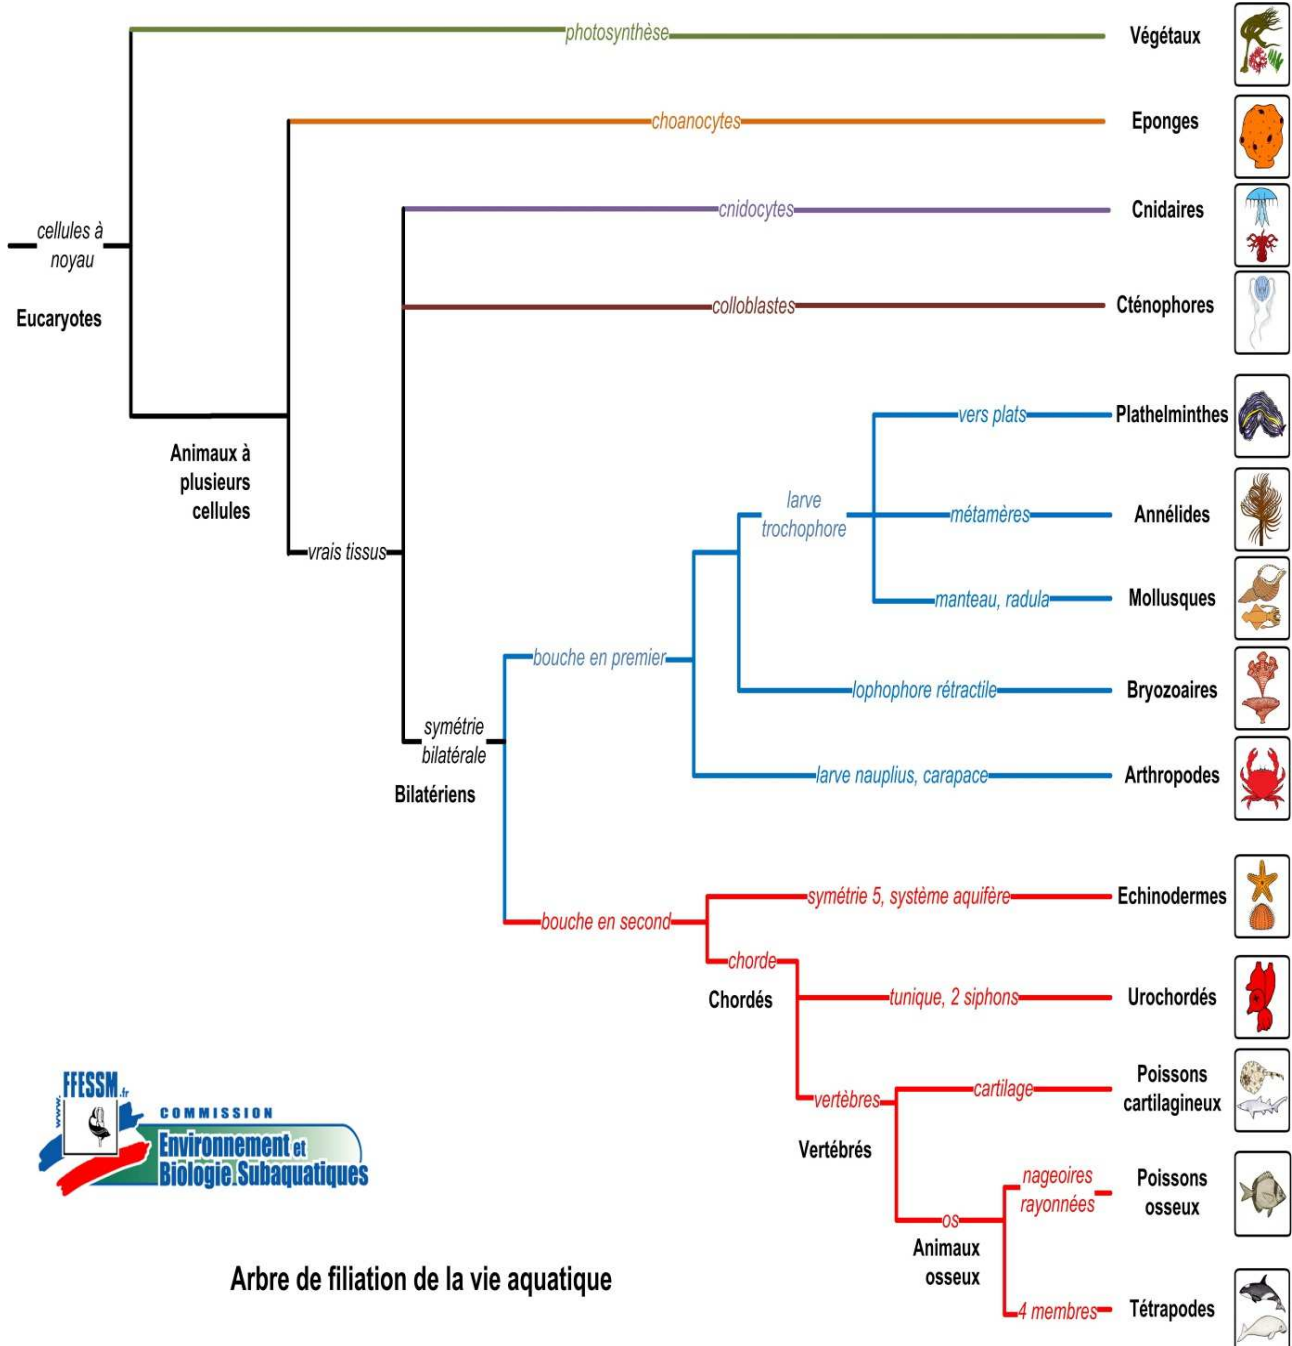 photosynthèse
Végétaux
choanocytes
Eponges
cnidocytes
Cnidaires
cellules à
noyau
Eucaryotes
colloblastes
Cténophores
vers plats
Plathelminthes
Animaux à
plusieurs
cellules
larve
trochophore
métamères
Annélides
vrais tissus
manteau, radula
Mollusques
bouche en premier
lophophore rétractile
Bryozoaires
symétrie
bilatérale
Bilatériens
larve nauplius, carapace
Arthropodes
symétrie 5, système aquifère
Echinodermes
bouche en second
chorde
Chordés
tunique, 2 siphons
Urochordés
cartilage
Poissons
cartilagineux
vertèbres
Vertébrés
nageoires
rayonnées
Poissons
osseux
os
Animaux
osseux
4 membres
Tétrapodes
www.FFESSM.fr
COMMISSION
Environnement et
Biologie Subaquatiques
Arbre de filiation de la vie aquatique